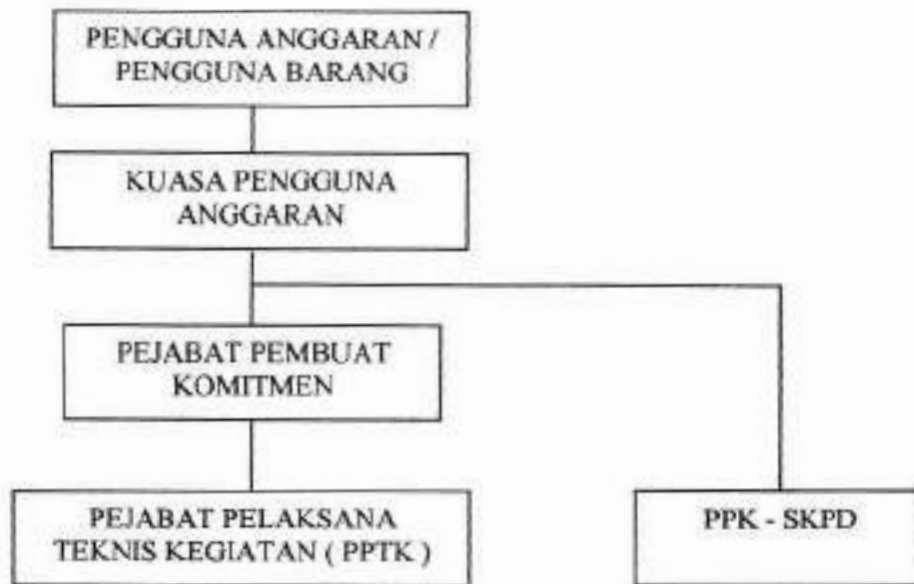 PENGGUNA ANGGARAN /
PENGGUNA BARANG
KUASA PENGGUNA
ANGGARAN
PEJABAT PEMBUAT
KOMITMEN
PEJABAT PELAKSANA
TEKNIS KEGIATAN ( PPTK )
PPK - SKPD